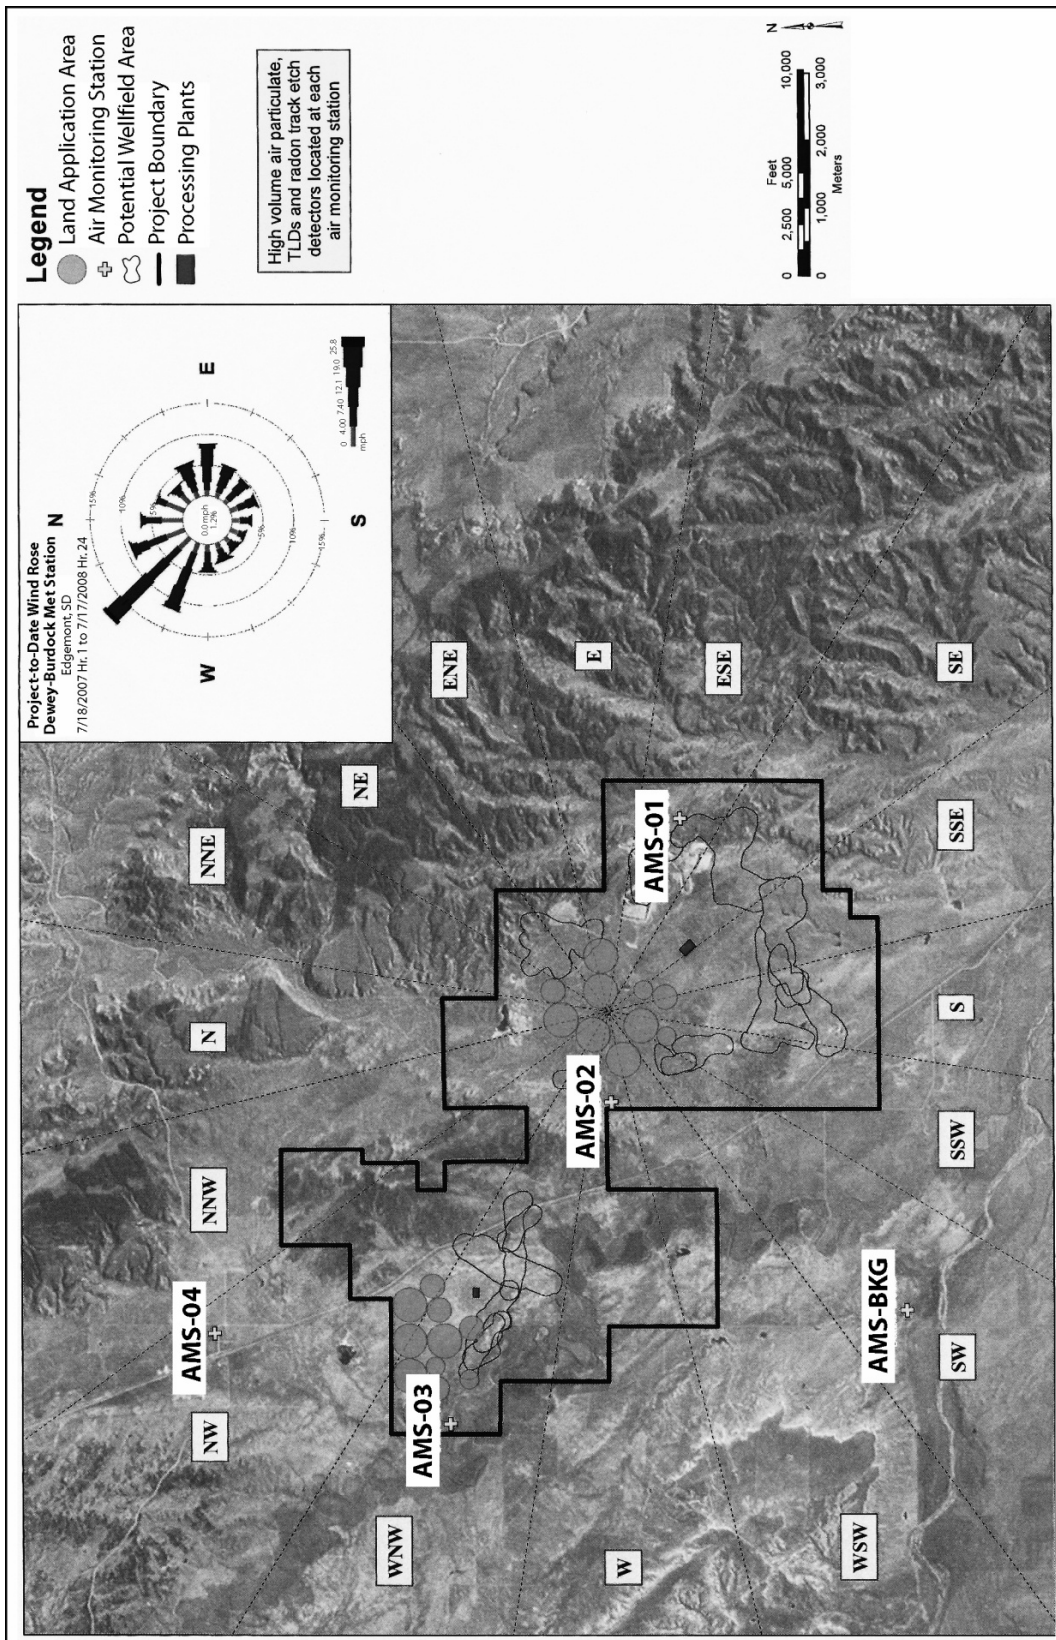 Legend
Land Application Area
Air Monitoring Station
Potential Wellfield Area
Project Boundary
Processing Plants
High volume air particulate,
TLDs and radon track etch
detectors located at each
air monitoring station
N
Feet
0 2,500 5,000 10,000
0 1,000 2,000 3,000
Meters
Project-to-Date Wind Rose
Dewey-Burdock Met Station
Edgemont, SD
7/18/2007 Hr. 1 to 7/17/2008 Hr. 24
N
W
E
S
15%
10%
5%
0.0 mph
1.2%
5%
10%
15%
0 4.00 7.40 12.1 19.0 25.8
mph
NW
NNW
N
NNE
NE
AMS-04
WNW
AMS-03
ENE
E
AMS-02
AMS-01
W
ESE
WSW
AMS-BKG
SW
SSW
S
SSE
SE